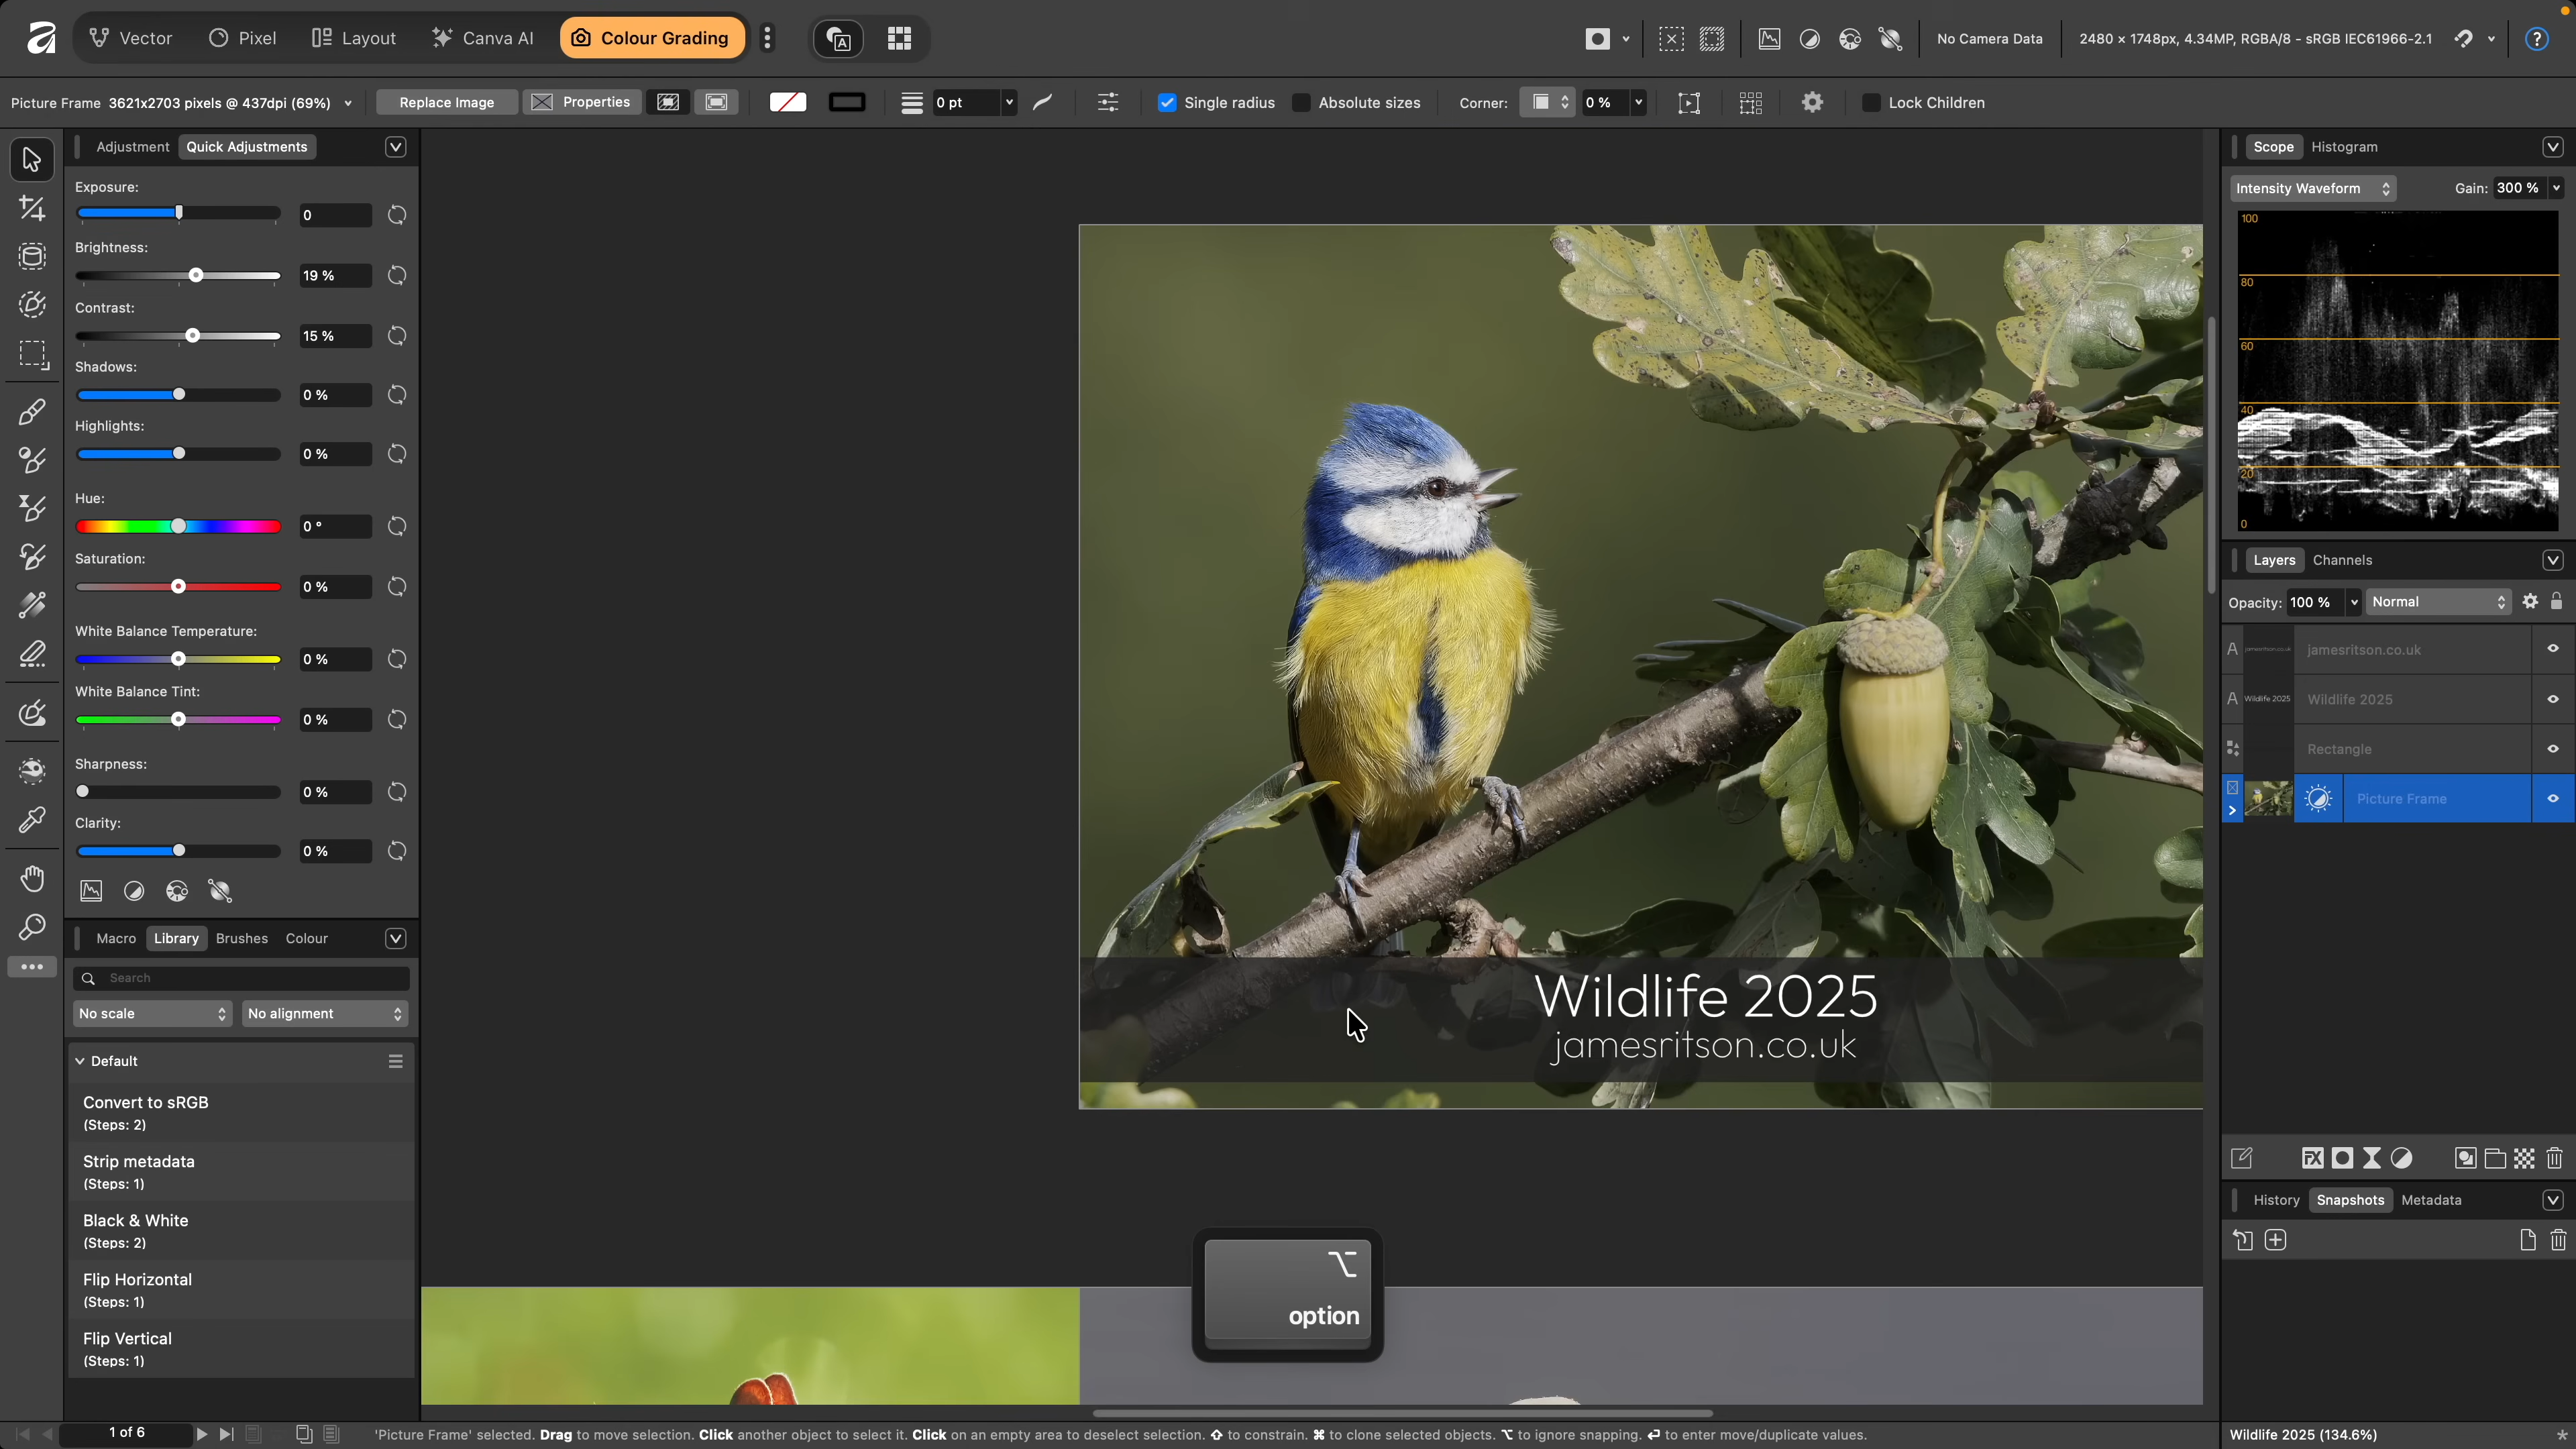 Vector Pixel Layout Canva AI Colour Grading
No Camera Data
2480 × 1748px, 4.34MP, RGBA/8 - sRGB IEC61966-2.1
Picture Frame 3621x2703 pixels @ 437dpi (69%) Replace Image Properties 0 pt Single radius Absolute sizes Corner: 0 % Lock Children
Adjustment Quick Adjustments
Exposure:
0
Brightness:
19 %
Contrast:
15 %
Shadows:
0 %
Highlights:
0 %
Hue:
0 °
Saturation:
0 %
White Balance Temperature:
0 %
White Balance Tint:
0 %
Sharpness:
0 %
Clarity:
0 %
Macro Library Brushes Colour
Search
No scale No alignment
Default
Convert to sRGB
(Steps: 2)
Strip metadata
(Steps: 1)
Black & White
(Steps: 2)
Flip Horizontal
(Steps: 1)
Flip Vertical
(Steps: 1)
Wildlife 2025
jamesritson.co.uk
option
Scope Histogram
Intensity Waveform Gain: 300 %
100
80
60
40
20
0
Layers Channels
Opacity: 100 % Normal
A jamesritson.co.uk jamesritson.co.uk
A Wildlife 2025 Wildlife 2025
Rectangle
Picture Frame
FX
History Snapshots Metadata
1 of 6
'Picture Frame' selected. Drag to move selection. Click another object to select it. Click on an empty area to deselect selection. ⇧ to constrain. ⌘ to clone selected objects. ⌥ to ignore snapping. ↵ to enter move/duplicate values.
Wildlife 2025 (134.6%)